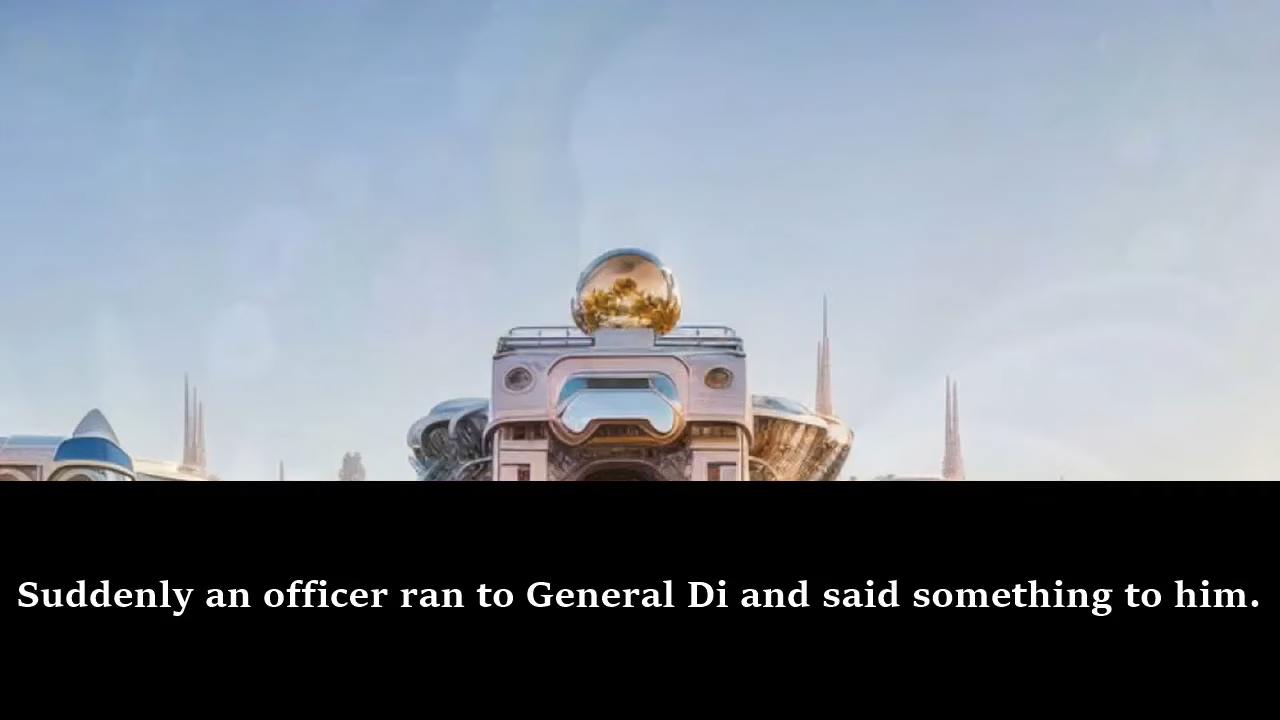 Suddenly an officer ran to General Di and said something to him.